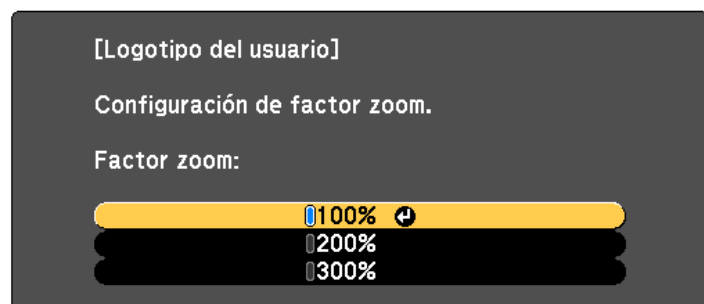 [Logotipo del usuario]
Configuración de factor zoom.
Factor zoom:
100%
200%
300%